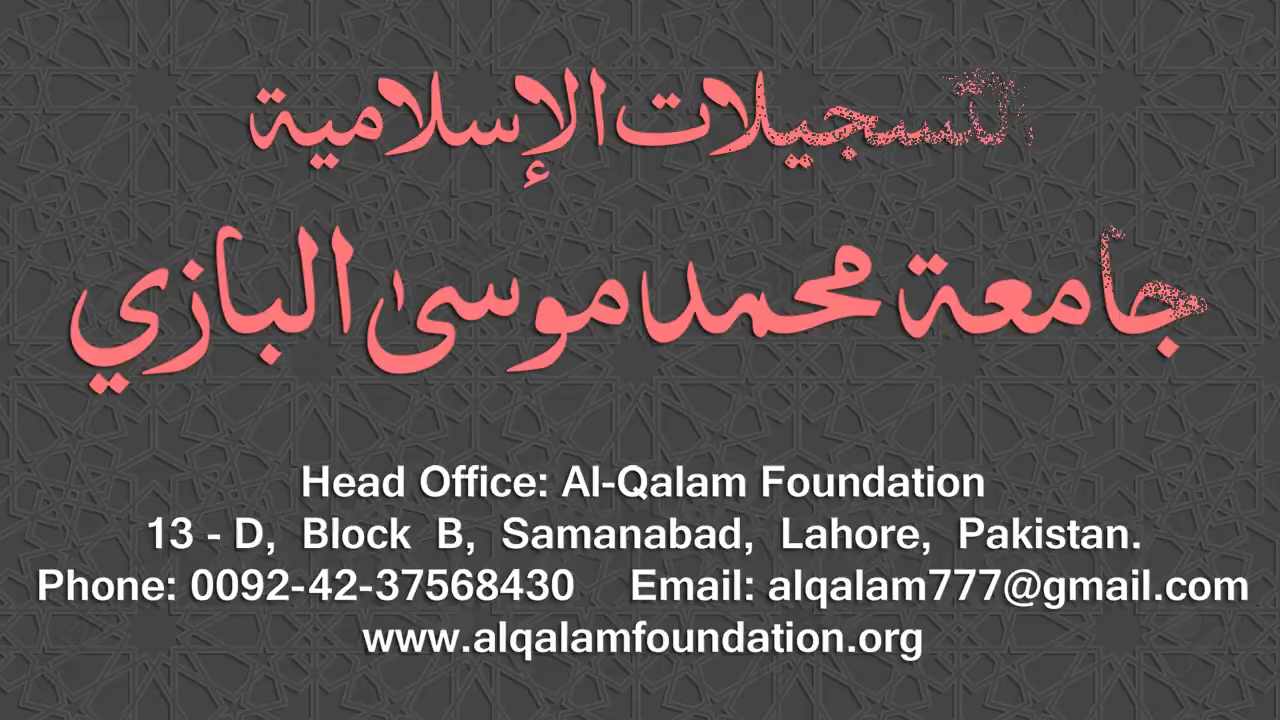 التسجيلات الإسلامية
جامعة محمد موسىٰ البازي
Head Office: Al-Qalam Foundation
13 - D, Block B, Samanabad, Lahore, Pakistan.
Phone: 0092-42-37568430 Email: alqalam777@gmail.com
www.alqalamfoundation.org